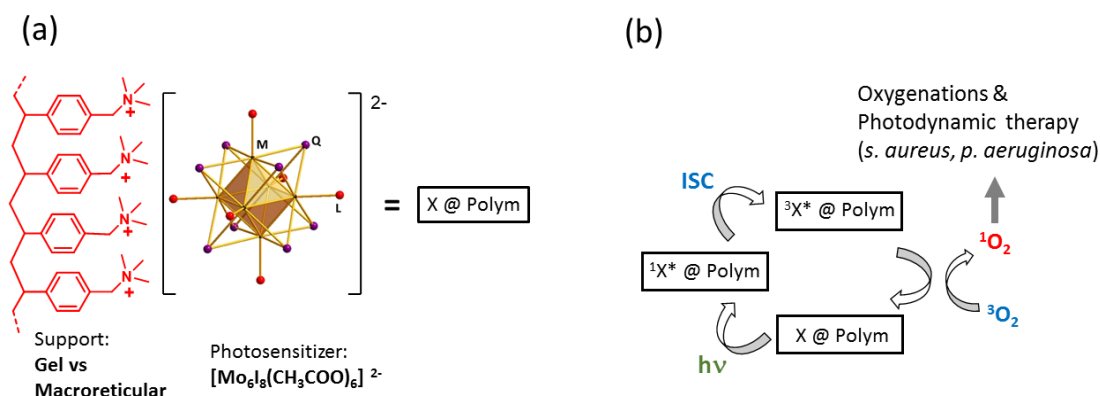 (a)
N
+
N
+
N
+
N
+
M
Q
L
2-
= X @ Polym
Support:
Gel vs
Macroreticular
Photosensitizer:
[Mo₆I₈(CH₃COO)₆] ²⁻
(b)
Oxygenations &
Photodynamic therapy
(s. aureus, p. aeruginosa)
ISC
³X* @ Polym
¹O₂
¹X* @ Polym
³O₂
X @ Polym
hν